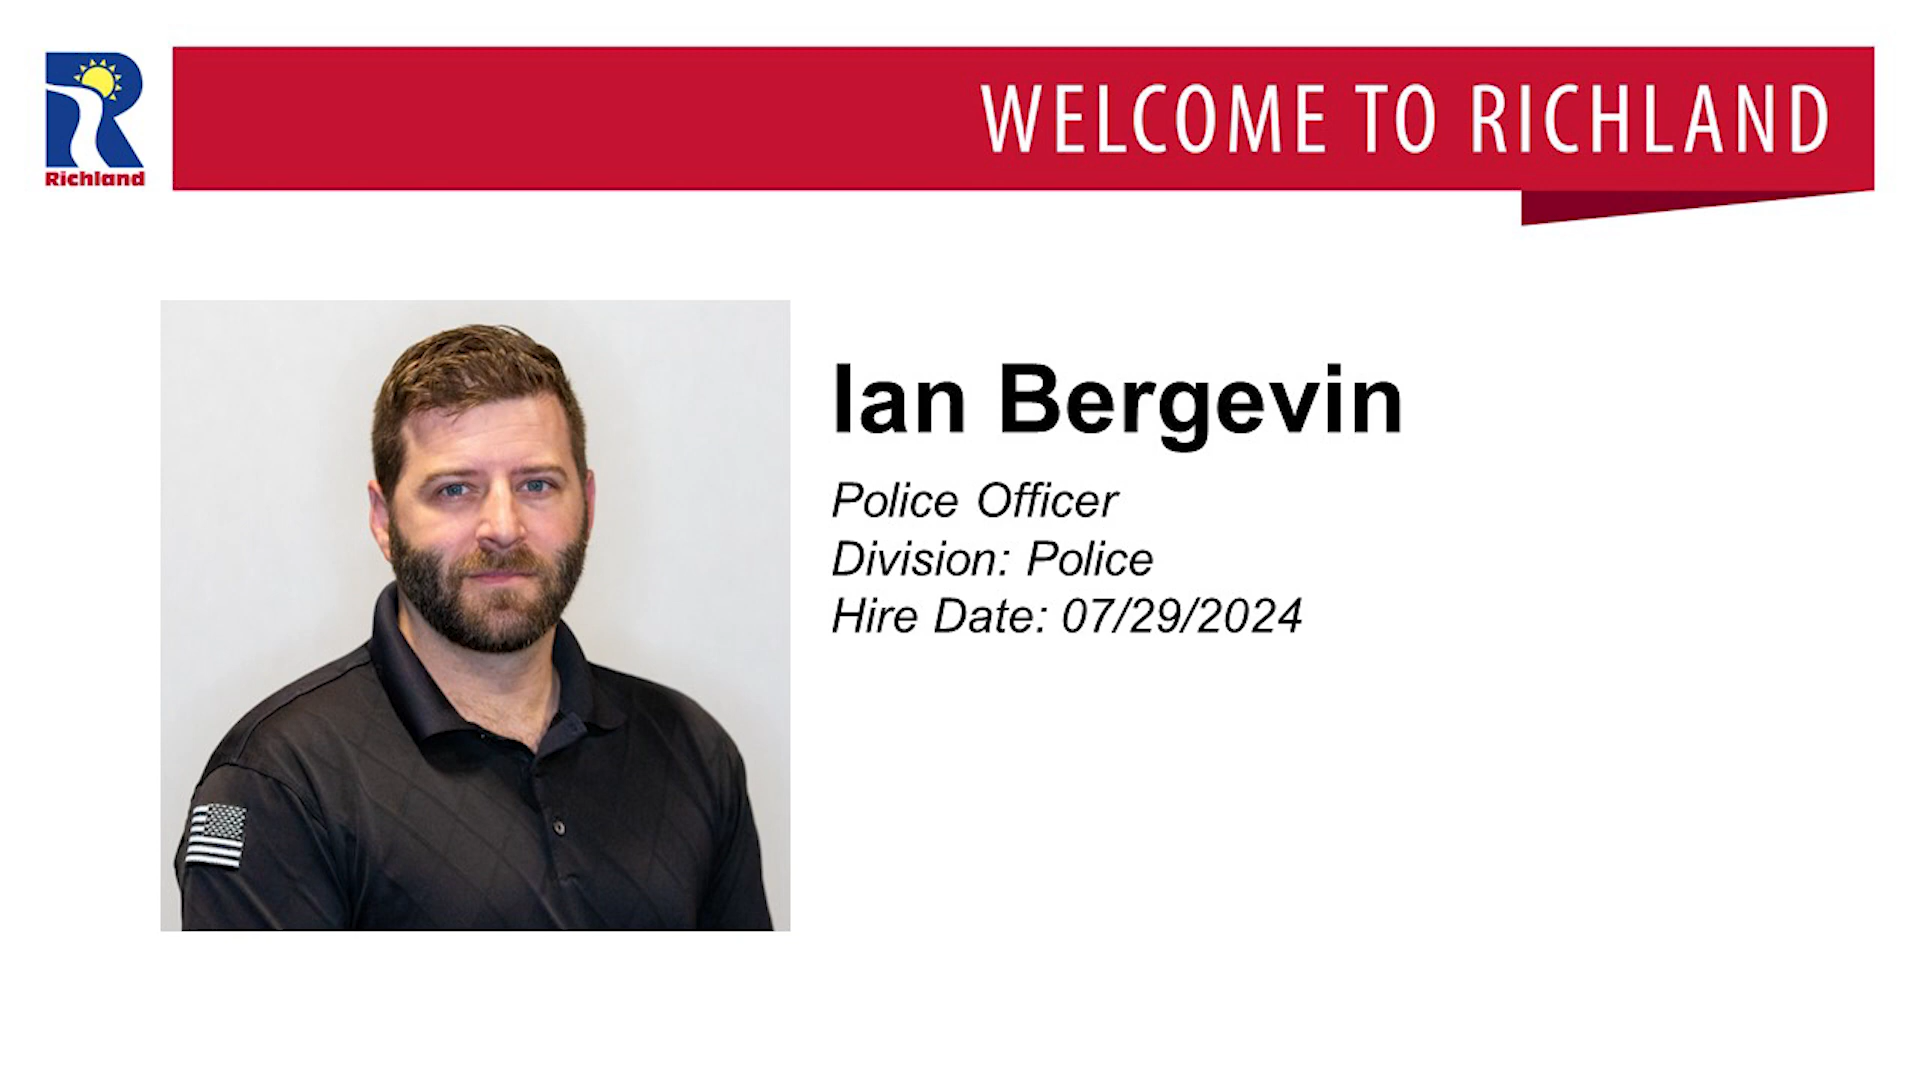 Richland
WELCOME TO RICHLAND
Ian Bergevin
Police Officer
Division: Police
Hire Date: 07/29/2024